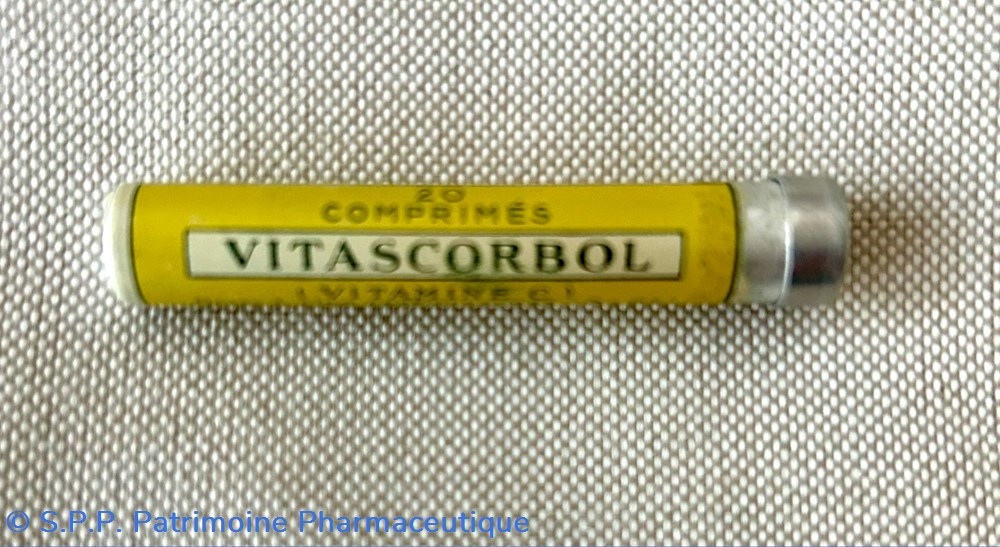 20
COMPRIMÉS
VITASCORBOL
(VITAMINE C)
© S.P.P. Patrimoine Pharmaceutique